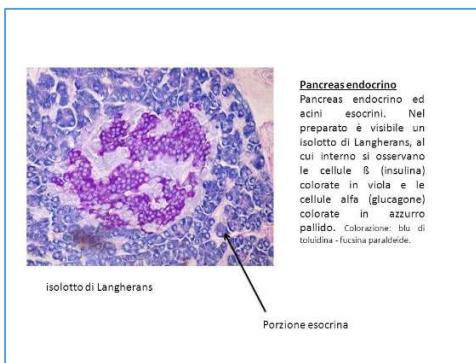 Pancreas endocrino
Pancreas endocrino ed
acini esocrini. Nel
preparato è visibile un
isolotto di Langherans, al
cui interno si osservano
le cellule ß (insulina)
colorate in viola e le
cellule alfa (glucagone)
colorate in azzurro
pallido. Colorazione: blu di
toluidina - fucsina paraldeide.
isolotto di Langherans
Porzione esocrina